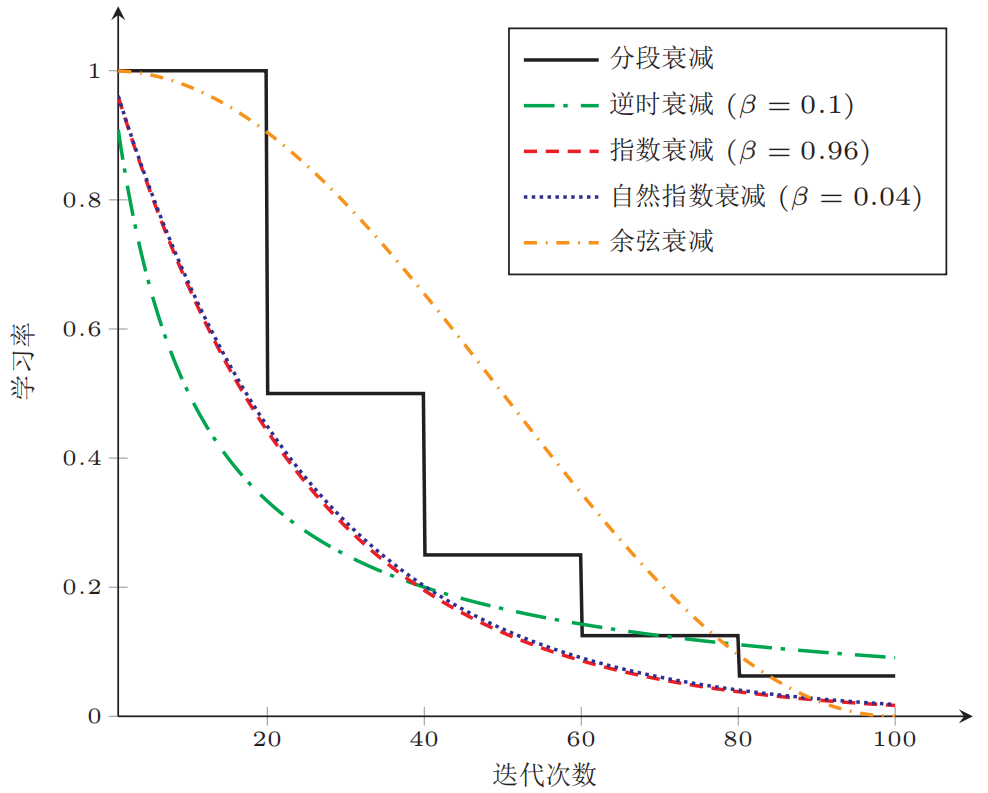 分段衰减
逆时衰减 (β = 0.1)
指数衰减 (β = 0.96)
自然指数衰减 (β = 0.04)
余弦衰减
1
0.8
0.6
0.4
0.2
0
学习率
20 40 60 80 100
迭代次数